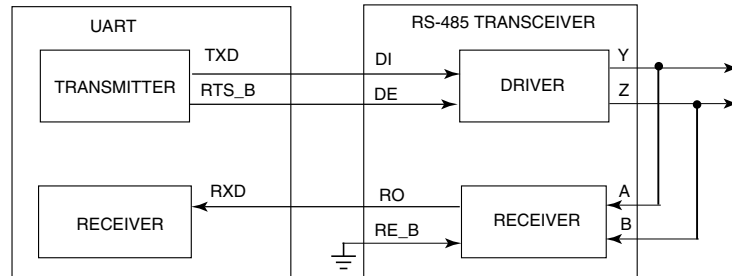 UART
RS-485 TRANSCEIVER
TXD
DI
Y
TRANSMITTER
RTS_B
DE
DRIVER
Z
RXD
RO
A
RECEIVER
RE_B
RECEIVER
B